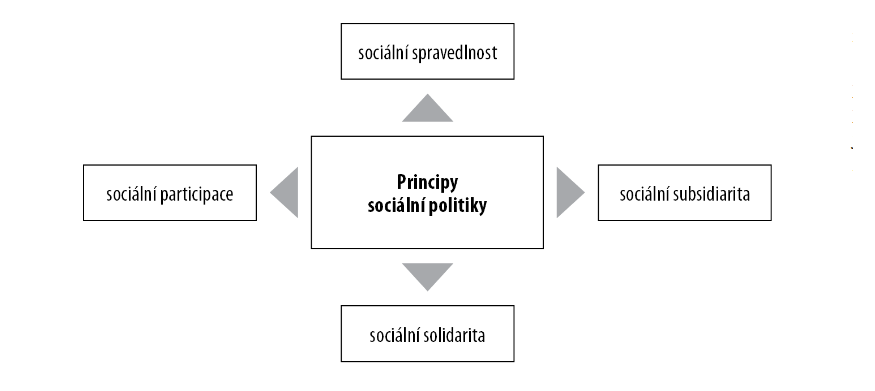 sociální spravedlnost
Principy
sociální politiky
sociální participace
sociální subsidiarita
sociální solidarita